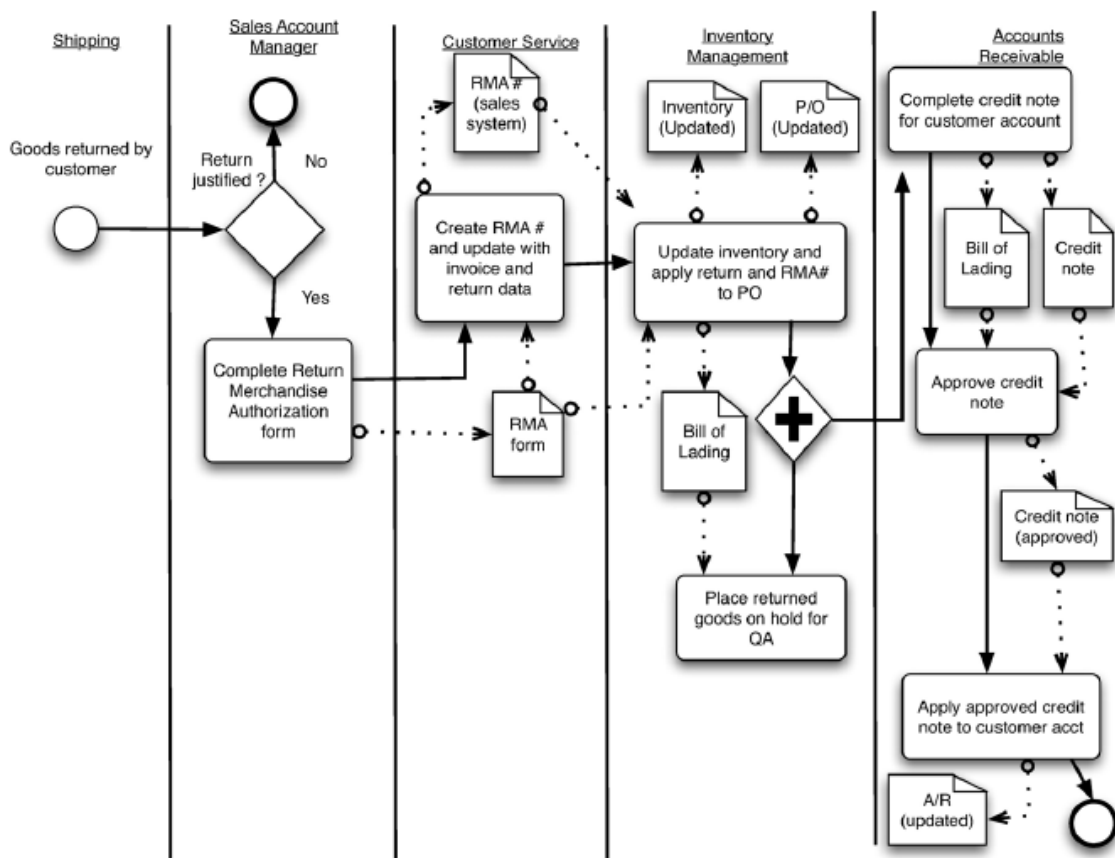 Shipping
Sales Account
Manager
Customer Service
Inventory
Management
Accounts
Receivable
Goods returned by
customer
Return
justified ?
No
Yes
Complete Return
Merchandise
Authorization
form
RMA #
(sales
system)
Create RMA #
and update with
invoice and
return data
RMA
form
Inventory
(Updated)
P/O
(Updated)
Update inventory and
apply return and RMA#
to PO
Bill of
Lading
Place returned
goods on hold for
QA
Complete credit note
for customer account
Bill of
Lading
Credit
note
Approve credit
note
Credit note
(approved)
Apply approved credit
note to customer acct
A/R
(updated)